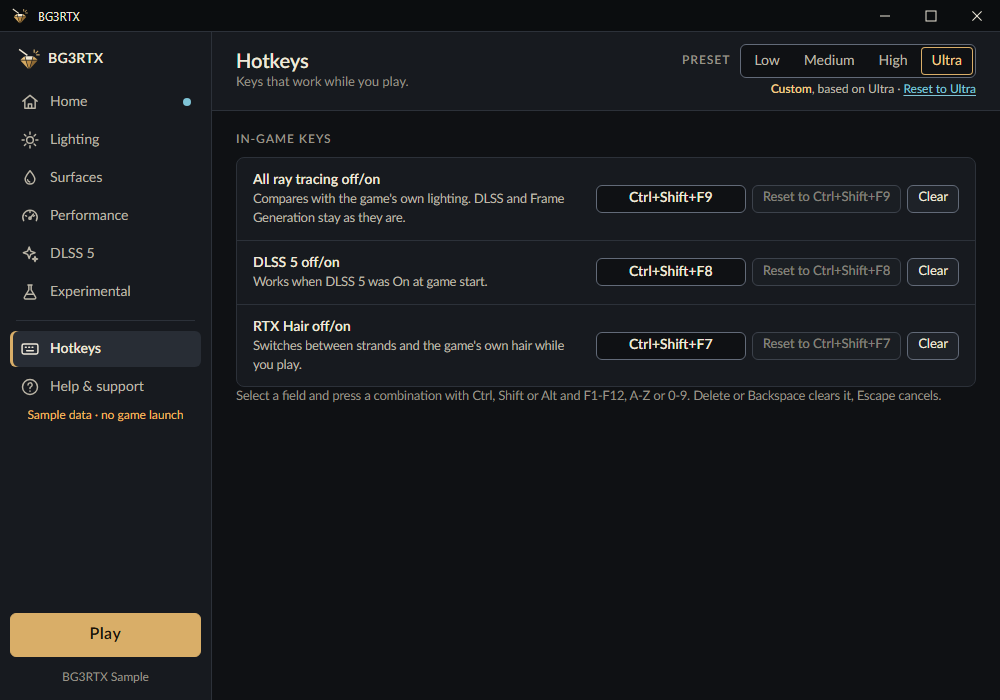 BG3RTX
BG3RTX
Home
Lighting
Surfaces
Performance
DLSS 5
Experimental
Hotkeys
Help & support
Sample data · no game launch
Play
BG3RTX Sample
Hotkeys
Keys that work while you play.
PRESET Low Medium High Ultra
Custom, based on Ultra · Reset to Ultra
IN-GAME KEYS
All ray tracing off/on
Compares with the game's own lighting. DLSS and Frame
Generation stay as they are.
Ctrl+Shift+F9 Reset to Ctrl+Shift+F9 Clear
DLSS 5 off/on
Works when DLSS 5 was On at game start.
Ctrl+Shift+F8 Reset to Ctrl+Shift+F8 Clear
RTX Hair off/on
Switches between strands and the game's own hair while
you play.
Ctrl+Shift+F7 Reset to Ctrl+Shift+F7 Clear
Select a field and press a combination with Ctrl, Shift or Alt and F1-F12, A-Z or 0-9. Delete or Backspace clears it, Escape cancels.